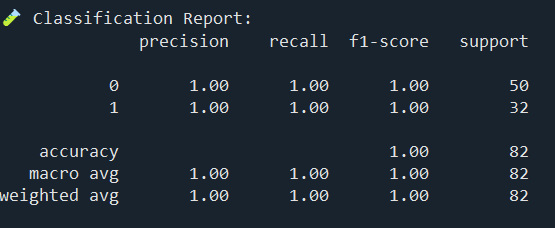 🧪 Classification Report:
              precision    recall  f1-score   support

           0       1.00      1.00      1.00        50
           1       1.00      1.00      1.00        32

    accuracy                           1.00        82
   macro avg       1.00      1.00      1.00        82
weighted avg       1.00      1.00      1.00        82